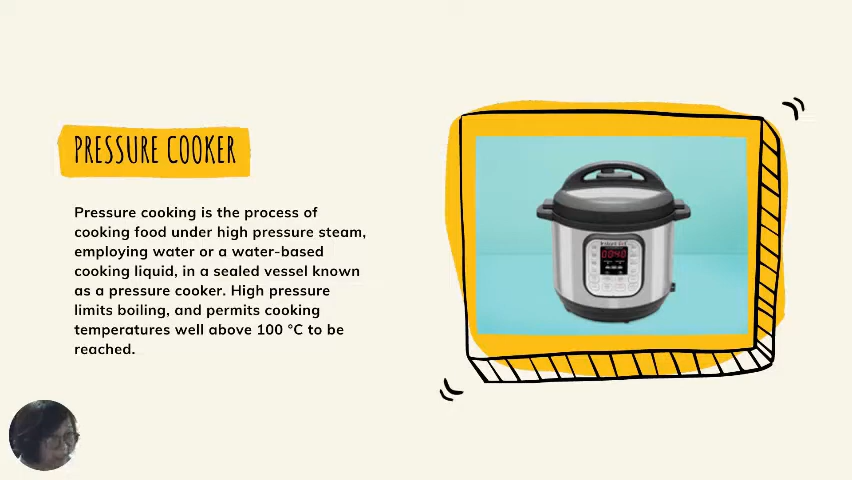 PRESSURE COOKER
Pressure cooking is the process of
cooking food under high pressure steam,
employing water or a water-based
cooking liquid, in a sealed vessel known
as a pressure cooker. High pressure
limits boiling, and permits cooking
temperatures well above 100 °C to be
reached.